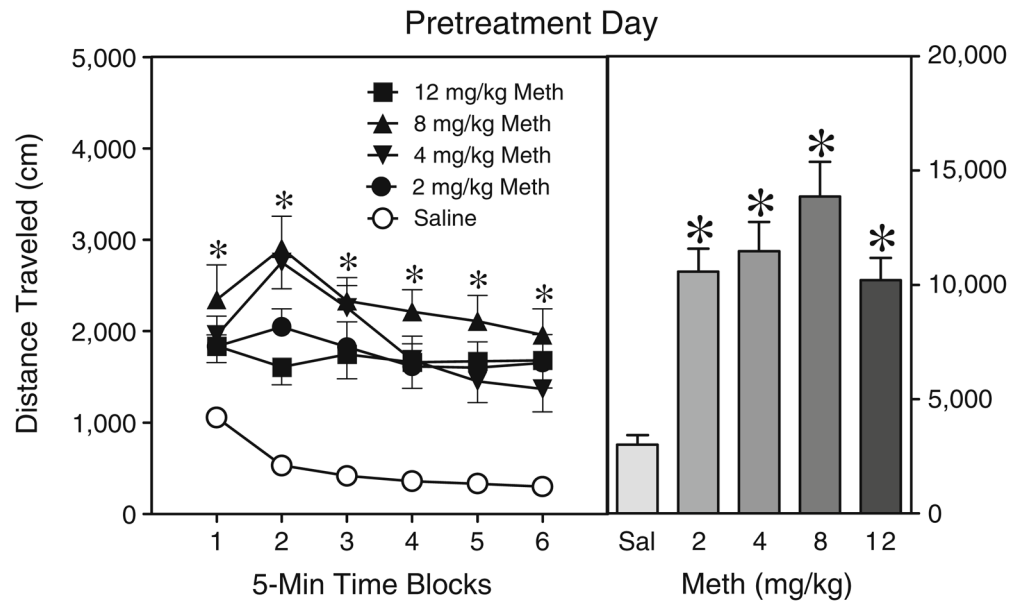 Pretreatment Day
Distance Traveled (cm)
5,000
4,000
3,000
2,000
1,000
0
12 mg/kg Meth
8 mg/kg Meth
4 mg/kg Meth
2 mg/kg Meth
Saline
* * * * * *
1 2 3 4 5 6
5-Min Time Blocks
20,000
15,000
10,000
5,000
0
* * * *
Sal 2 4 8 12
Meth (mg/kg)